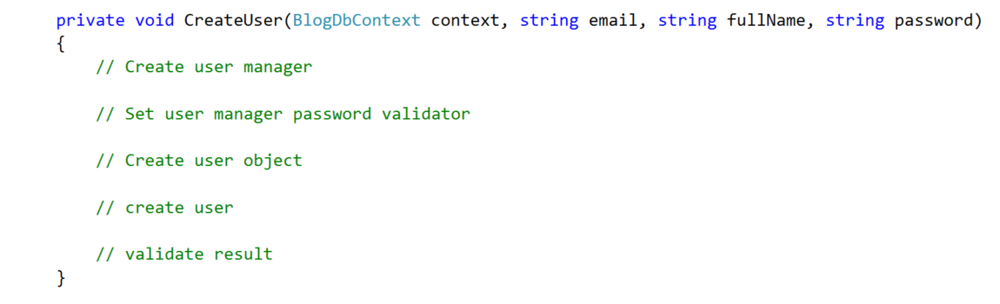 private void CreateUser(BlogDbContext context, string email, string fullName, string password)
{
// Create user manager
// Set user manager password validator
// Create user object
// create user
// validate result
}